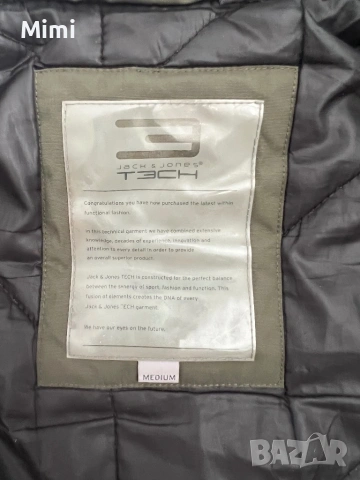 Mimi
JACK & JONES®
T3CH
Congratulations you have now purchased the latest within
functional fashion.
In this technical garment we have combined extensive
knowledge, decades of experience, inspiration and
attention to every detail in order to provide
an overall superior product.
Jack & Jones TECH is constructed for the perfect balance
between the synergy of sport, fashion and function. This
fusion of elements creates the DNA of every
Jack & Jones TECH garment.
We have our eyes on the future.
MEDIUM
BAZAR
.bg